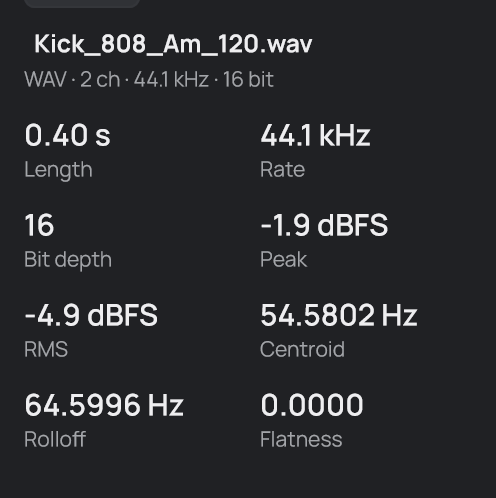 Kick_808_Am_120.wav
WAV · 2 ch · 44.1 kHz · 16 bit
0.40 s 44.1 kHz
Length Rate
16 -1.9 dBFS
Bit depth Peak
-4.9 dBFS 54.5802 Hz
RMS Centroid
64.5996 Hz 0.0000
Rolloff Flatness